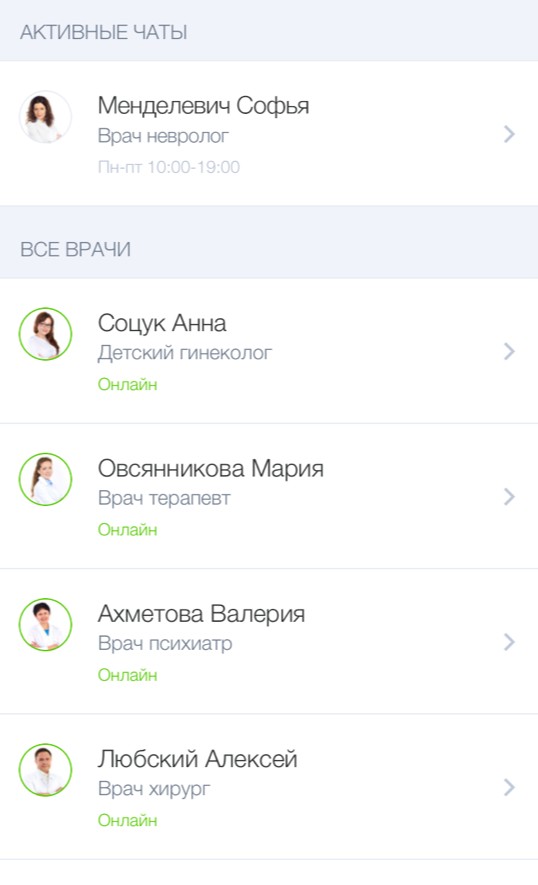 АКТИВНЫЕ ЧАТЫ
Менделевич Софья
Врач невролог
Пн-пт 10:00-19:00
ВСЕ ВРАЧИ
Соцук Анна
Детский гинеколог
Онлайн
Овсянникова Мария
Врач терапевт
Онлайн
Ахметова Валерия
Врач психиатр
Онлайн
Любский Алексей
Врач хирург
Онлайн